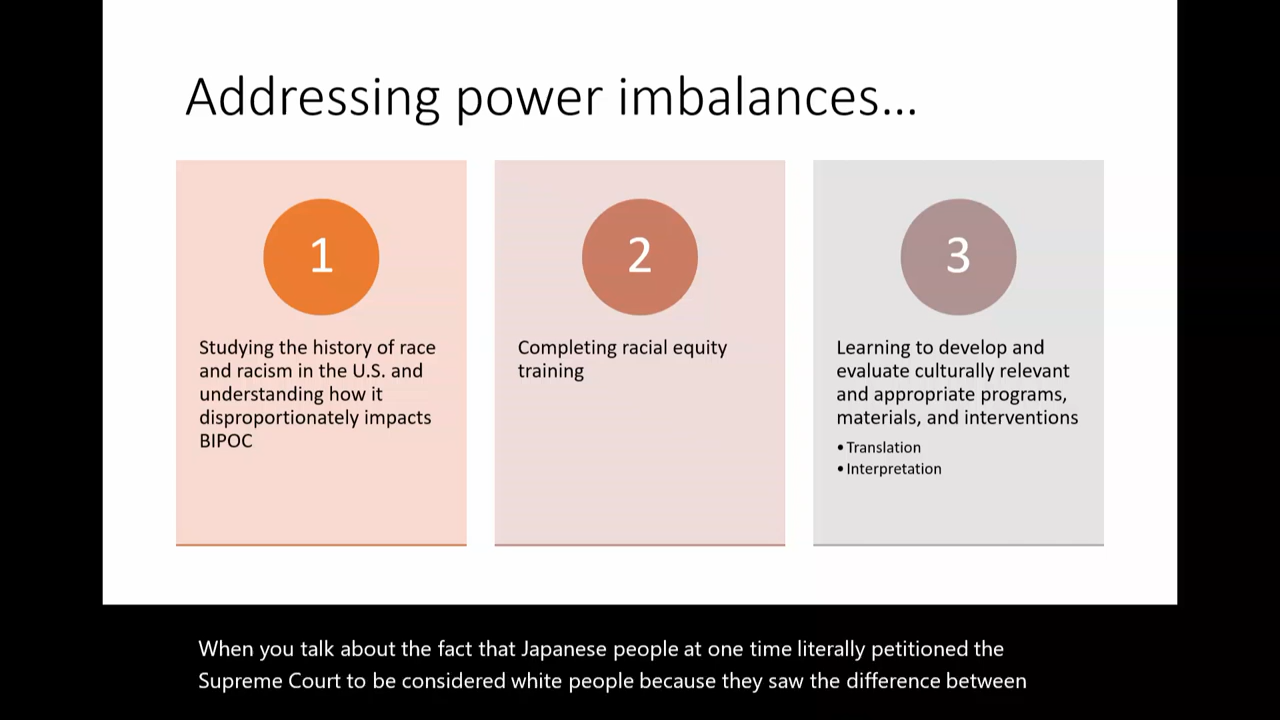 Addressing power imbalances...
1
Studying the history of race
and racism in the U.S. and
understanding how it
disproportionately impacts
BIPOC
2
Completing racial equity
training
3
Learning to develop and
evaluate culturally relevant
and appropriate programs,
materials, and interventions
•Translation
•Interpretation
When you talk about the fact that Japanese people at one time literally petitioned the
Supreme Court to be considered white people because they saw the difference between